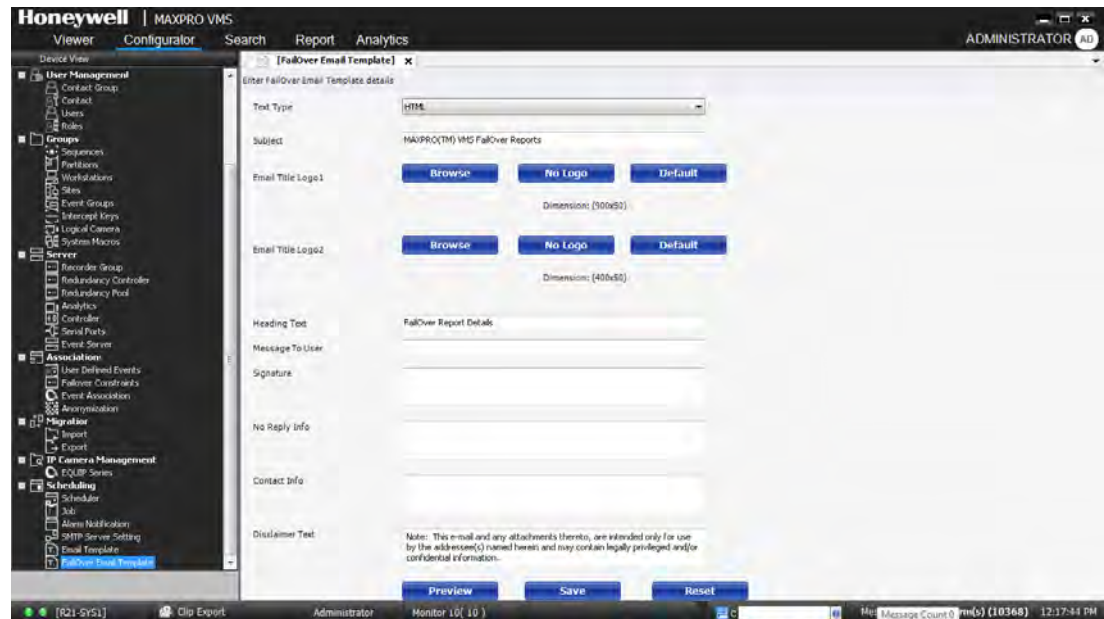 Honeywell | MAXPRO VMS
Viewer Configurator Search Report Analytics
ADMINISTRATOR AD
Device View
[FailOver Email Template] x
User Management
Contact Group
Contact
Users
Roles
Groups
Sequences
Partitions
Workstations
Sites
Event Groups
Intercept Keys
Logical Camera
System Macros
Server
Recorder Group
Redundancy Controller
Redundancy Pool
Analytics
Controller
Serial Ports
Event Server
Association
User Defined Events
Failover Constraints
Event Association
Anonymization
Migration
Import
Export
IP Camera Management
EQUIP Series
Scheduling
Scheduler
Job
Alarm Notification
SMTP Server Setting
Email Template
FailOver Email Template
Enter FailOver Email Template details
Text Type HTML
Subject MAXPRO(TM) VMS FailOver Reports
Email Title Logo1 Browse No Logo Default
Dimension: (900x50)
Email Title Logo2 Browse No Logo Default
Dimension: (400x50)
Heading Text FailOver Report Details
Message To User
Signature
No Reply Info
Contact Info
Disclaimer Text Note: This e-mail and any attachments thereto, are intended only for use
by the addressee(s) named herein and may contain legally privileged and/or
confidential information.
Preview Save Reset
[R21-SYS1] Clip Export Administrator Monitor 10( 10 ) C Message Count 0 rm(s) (10368) 12:17:44 PM